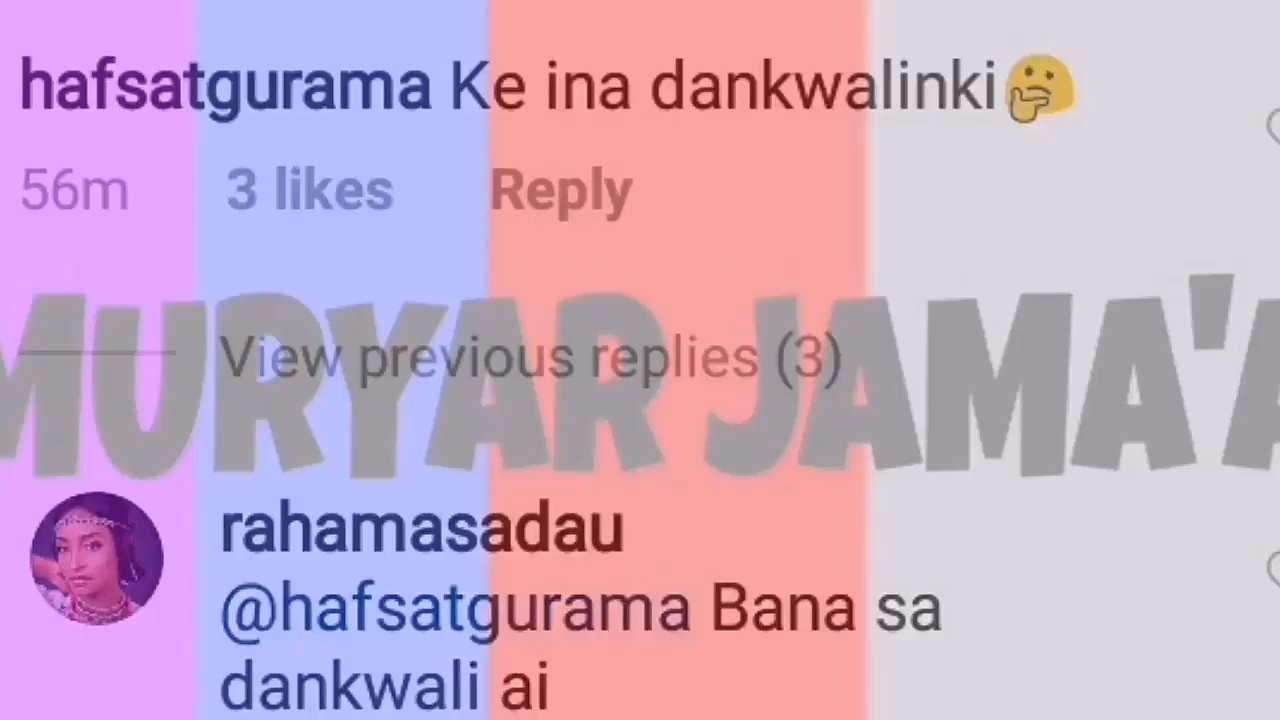 hafsatgurama Ke ina dankwalinki🤔
56m 3 likes Reply
View previous replies (3)
MURYAR JAMA'A
rahamasadau
@hafsatgurama Bana sa
dankwali ai